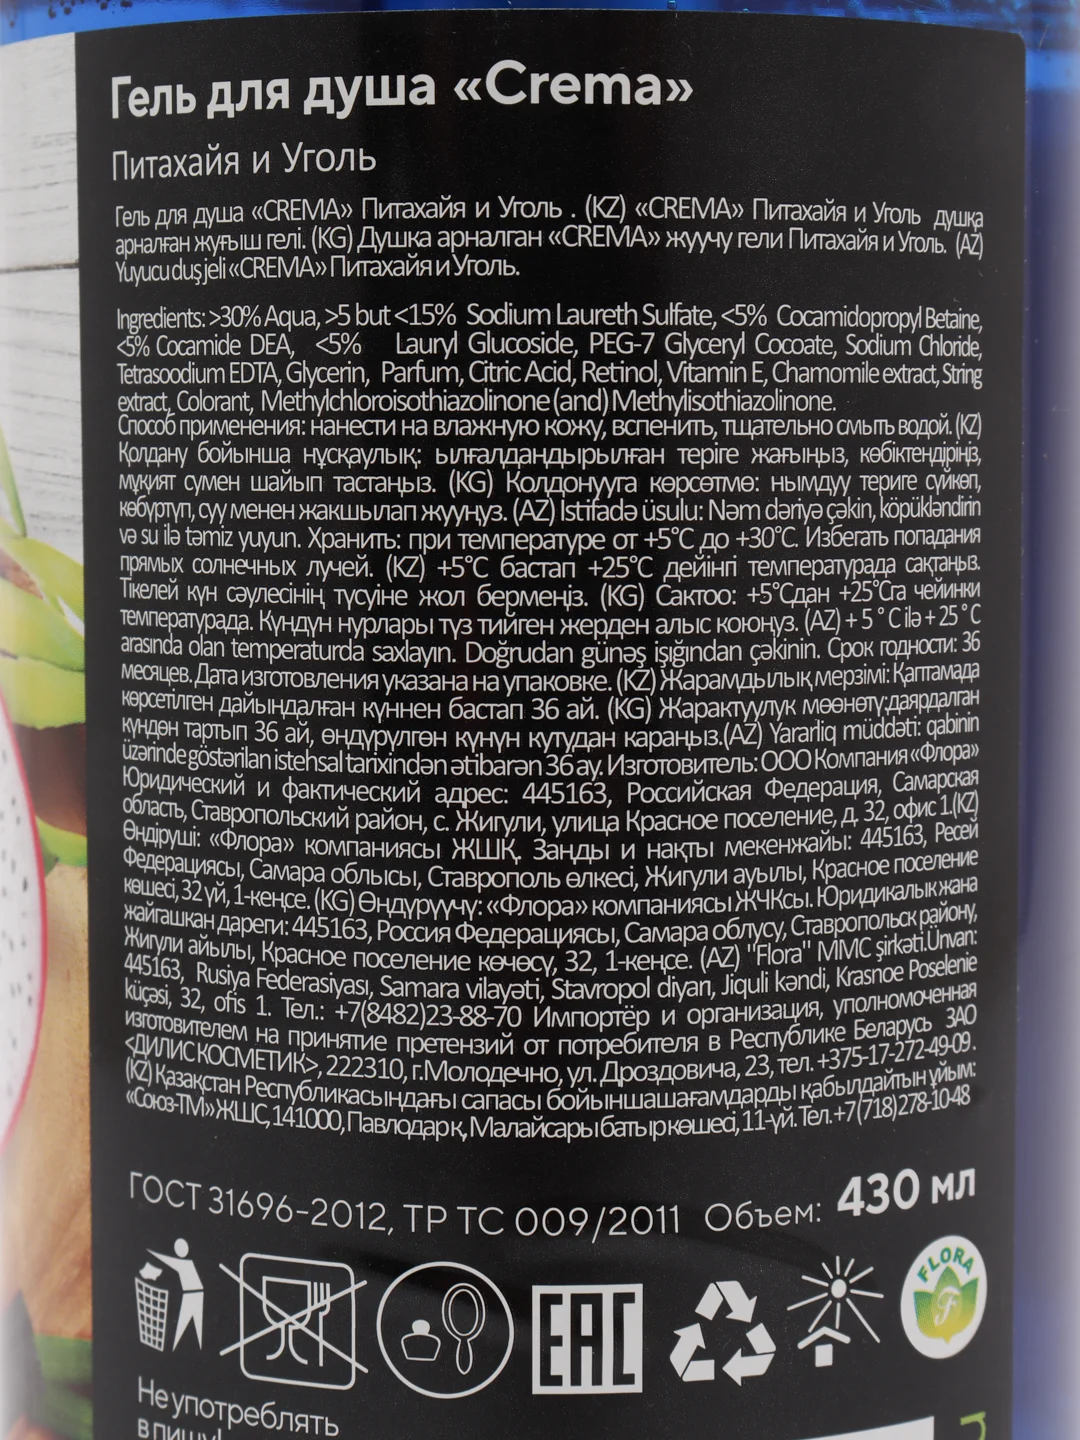 Гель для душа «Crema»
Питахайя и Уголь
Гель для душа «CREMA» Питахайя и Уголь . (KZ) «CREMA» Питахайя и Уголь душқа
арналған жуғыш гелі. (KG) Душка арналган «CREMA» жуучу гели Питахайя и Уголь. (AZ)
Yuyucu duş jeli «CREMA» Питахайя и Уголь.
Ingredients: >30% Aqua, >5 but <15% Sodium Laureth Sulfate, <5% Cocamidopropyl Betaine,
<5% Cocamide DEA, <5% Lauryl Glucoside, PEG-7 Glyceryl Cocoate, Sodium Chloride,
Tetrasoodium EDTA, Glycerin, Parfum, Citric Acid, Retinol, Vitamin E, Chamomile extract, String
extract, Colorant, Methylchloroisothiazolinone (and) Methylisothiazolinone.
Способ применения: нанести на влажную кожу, вспенить, тщательно смыть водой. (KZ)
Қолдану бойынша нұсқаулық: ылғалдандырылған теріге жағыңыз, көбіктендіріңіз,
мұқият сумен шайып тастаңыз. (KG) Колдонууга көрсөтмө: нымдуу териге сүйкөп,
көбүртүп, суу менен жакшылап жууңуз. (AZ) İstifadə üsulu: Nəm dəriyə çəkin, köpükləndirin
və su ilə təmiz yuyun. Хранить: при температуре от +5°С до +30°С. Избегать попадания
прямых солнечных лучей. (KZ) +5°С бастап +25°С дейінгі температурада сақтаңыз.
Тікелей күн сәулесінің түсуіне жол бермеңіз. (KG) Сактоо: +5°Сдан +25°Сга чейинки
температурада. Күндүн нурлары түз тийген жерден алыс коюңуз. (AZ) + 5 ° C ilə + 25 ° C
arasında olan temperaturda saxlayın. Doğrudan günəş işığından çəkinin. Срок годности: 36
месяцев. Дата изготовления указана на упаковке. (KZ) Жарамдылық мерзімі: Қаптамада
көрсетілген дайындалған күннен бастап 36 ай. (KG) Жарактуулук мөөнөтү:даярдалган
күндөн тартып 36 ай, өндүрүлгөн күнүн кутудан караңыз.(AZ) Yararlıq müddəti: qabinin
üzərində göstərilən istehsal tarixindən ətibarən 36 ay. Изготовитель: ООО Компания «Флора»
Юридический и фактический адрес: 445163, Российская Федерация, Самарская
область, Ставропольский район, с. Жигули, улица Красное поселение, д. 32, офис 1.(KZ)
Өндіруші: «Флора» компаниясы ЖШҚ. Заңды и нақты мекенжайы: 445163, Ресей
Федерациясы, Самара облысы, Ставрополь өлкесі, Жигули ауылы, Красное поселение
көшесі, 32 үй, 1-кеңсе. (KG) Өндүрүүчү: «Флора» компаниясы ЖЧКсы. Юридикалык жана
жайгашкан дареги: 445163, Россия Федерациясы, Самара облусу, Ставропольск району,
Жигули айылы, Красное поселение көчөсү, 32, 1-кеңсе. (AZ) "Flora" MMC şirkəti.Ünvan:
445163, Rusiya Federasiyası, Samara vilayəti, Stavropol diyarı, Jiquli kəndi, Krasnoe Poselenie
küçəsi, 32, ofis 1. Тел.: +7(8482)23-88-70 Импортёр и организация, уполномоченная
изготовителем на принятие претензий от потребителя в Республике Беларусь ЗАО
<ДИЛИС КОСМЕТИК>, 222310, г.Молодечно, ул. Дроздовича, 23, тел. +375-17-272-49-09 .
(KZ) Қазақстан Республикасындағы сапасы бойыншашағамдарды қабылдайтын ұйым:
«Союз-ТМ» ЖШС, 141000, Павлодар қ, Малайсары батыр көшесі, 11-үй. Тел. +7 (718) 278-10-48
ГОСТ 31696-2012, ТР ТС 009/2011 Объем: 430 мл
FLORA
F
EAC
Не употреблять
в пищу!